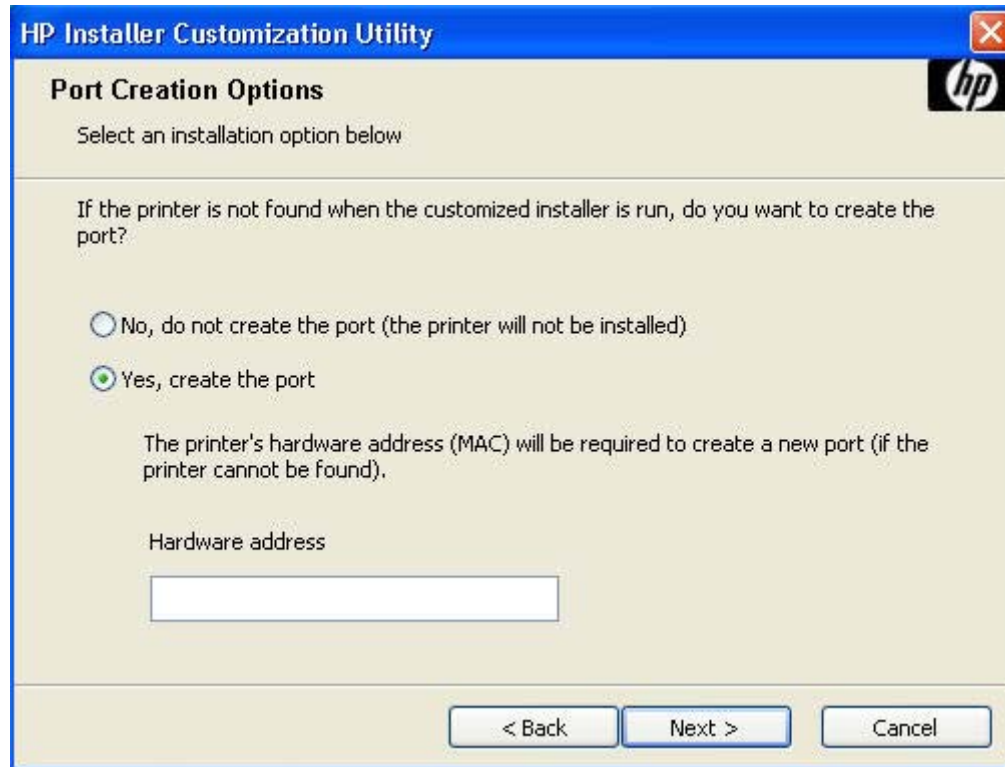 HP Installer Customization Utility
hp
Port Creation Options
Select an installation option below
If the printer is not found when the customized installer is run, do you want to create the
port?
No, do not create the port (the printer will not be installed)
Yes, create the port
The printer's hardware address (MAC) will be required to create a new port (if the
printer cannot be found).
Hardware address
< Back
Next >
Cancel